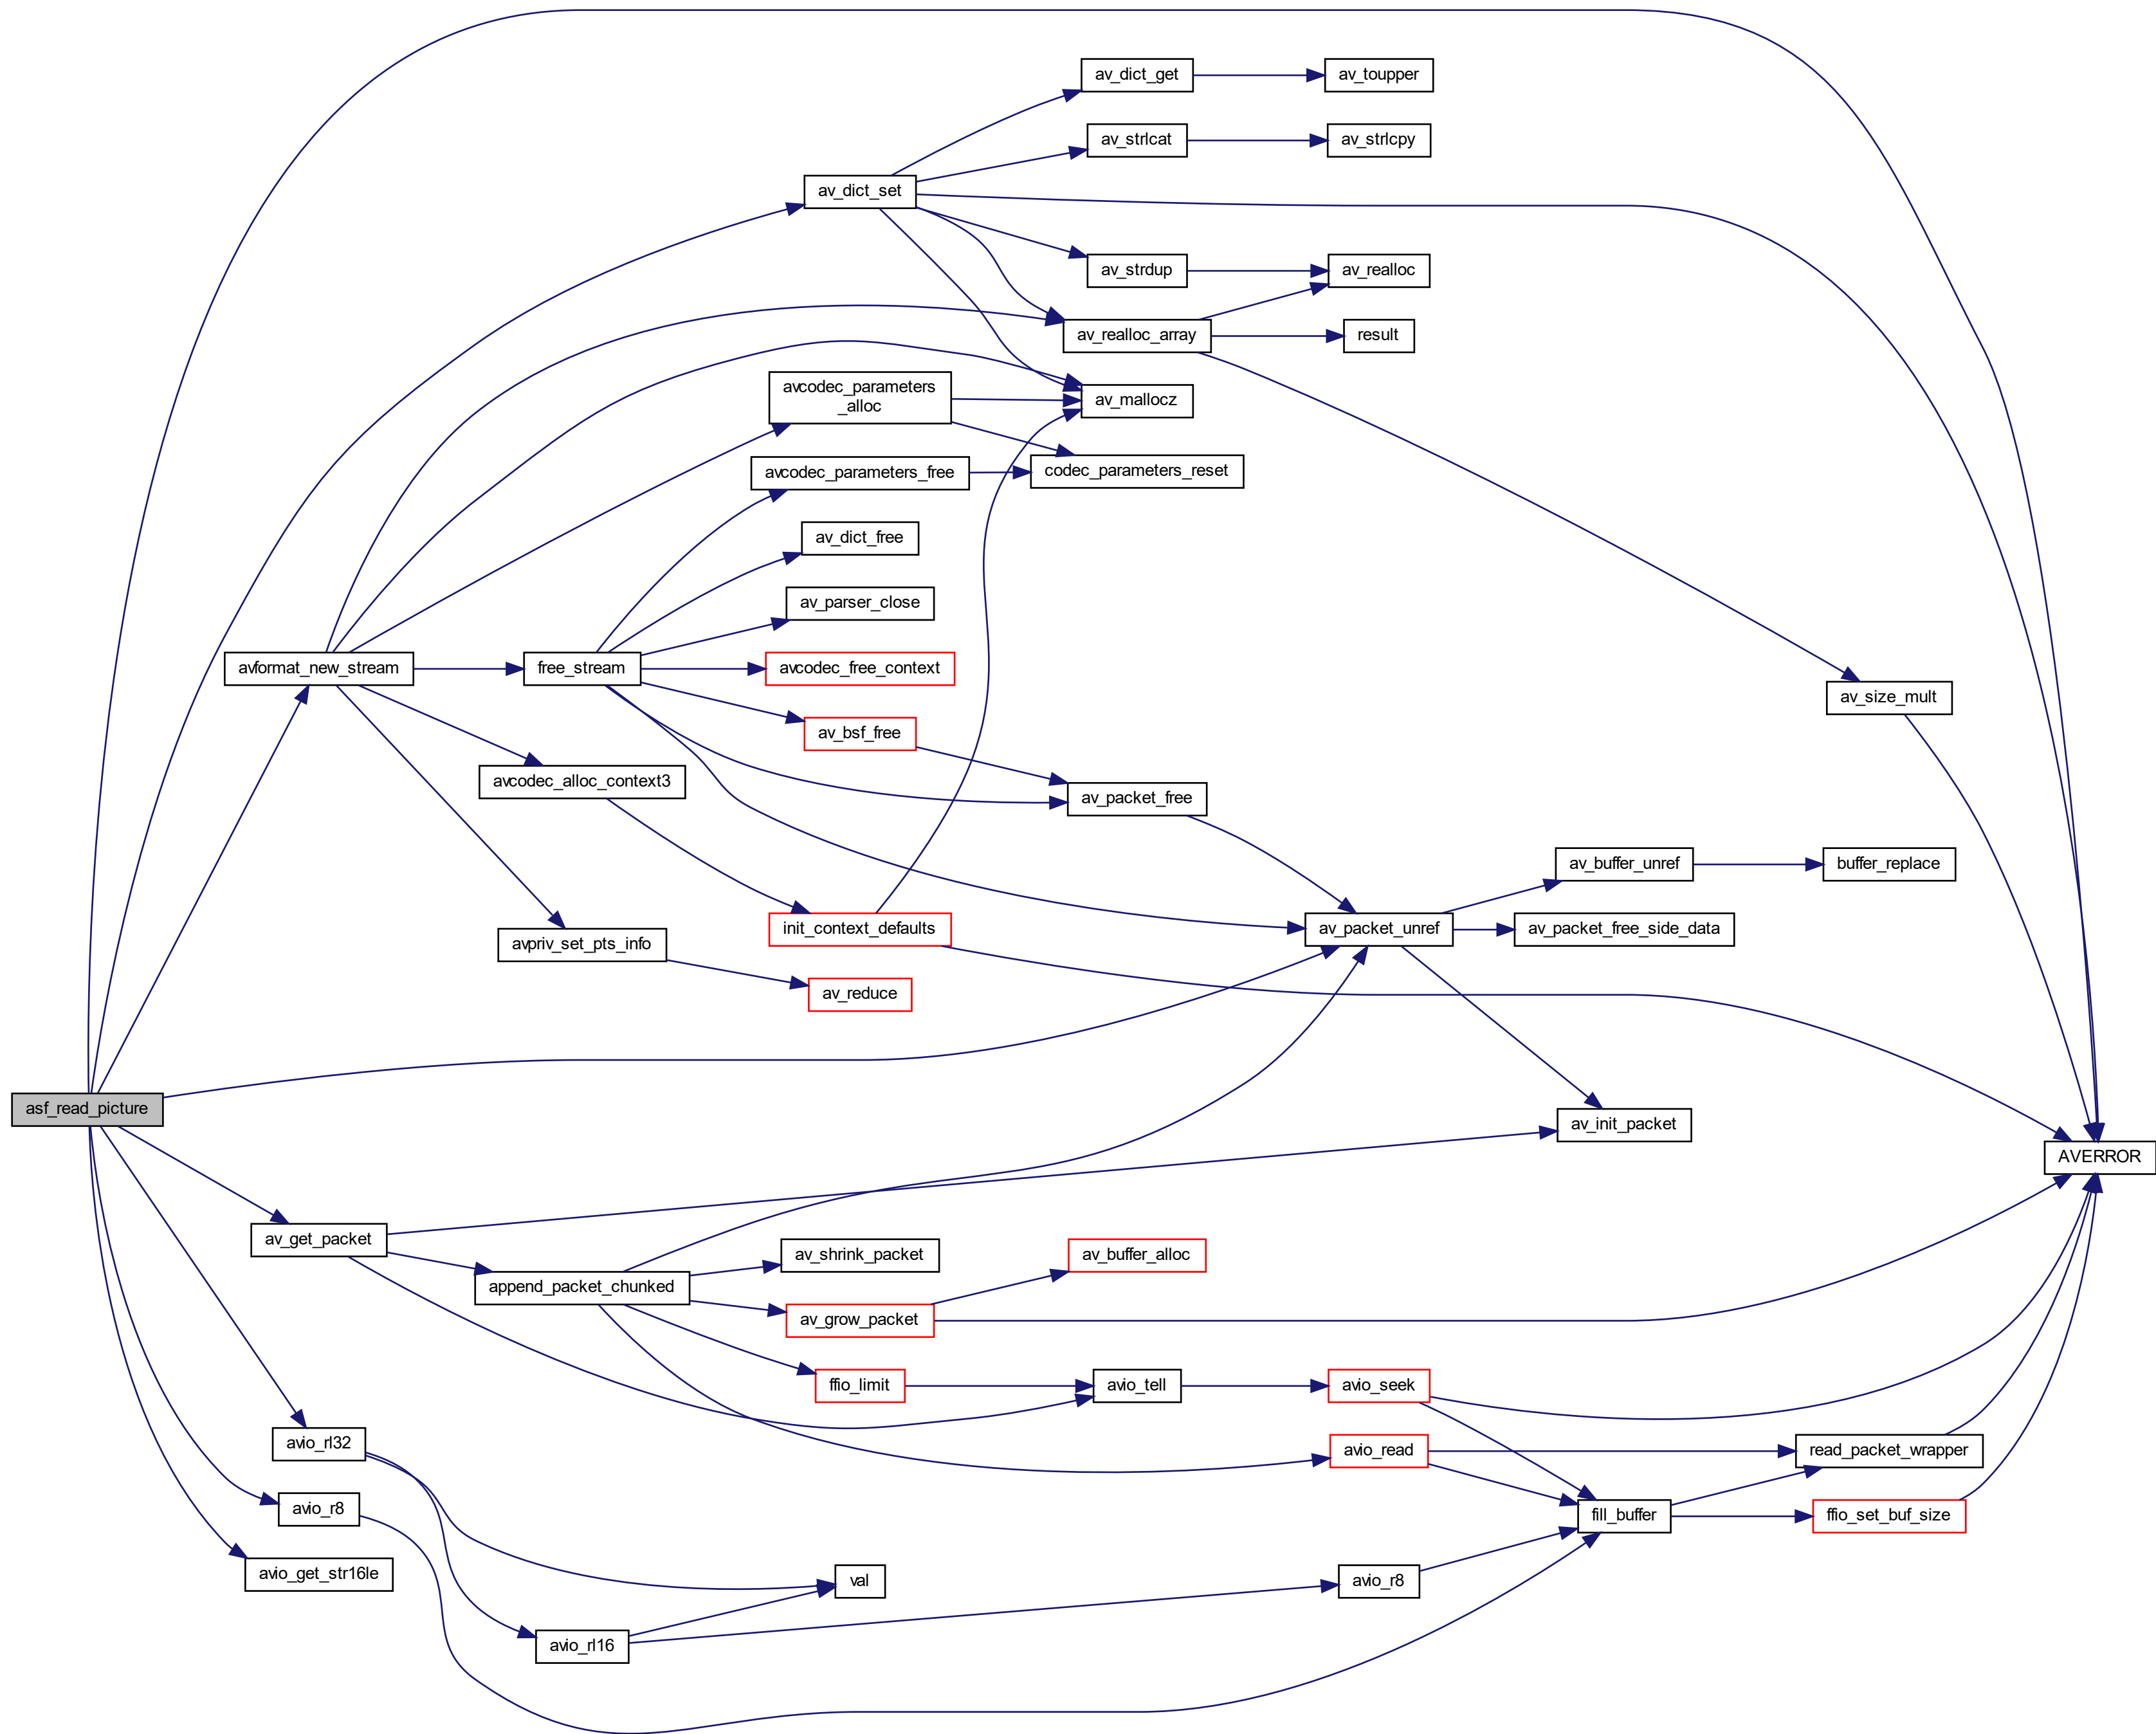 av_dict_get
av_toupper
av_strlcat
av_strlcpy
av_dict_set
av_strdup
av_realloc
av_realloc_array
result
avcodec_parameters
_alloc
av_mallocz
avcodec_parameters_free
codec_parameters_reset
av_dict_free
av_parser_close
avformat_new_stream
free_stream
avcodec_free_context
av_size_mult
av_bsf_free
avcodec_alloc_context3
av_packet_free
av_buffer_unref
buffer_replace
init_context_defaults
av_packet_unref
av_packet_free_side_data
avpriv_set_pts_info
av_reduce
asf_read_picture
av_init_packet
AVERROR
av_get_packet
av_shrink_packet
av_buffer_alloc
append_packet_chunked
av_grow_packet
ffio_limit
avio_tell
avio_seek
avio_rl32
avio_read
read_packet_wrapper
avio_r8
fill_buffer
ffio_set_buf_size
avio_get_str16le
val
avio_r8
avio_rl16